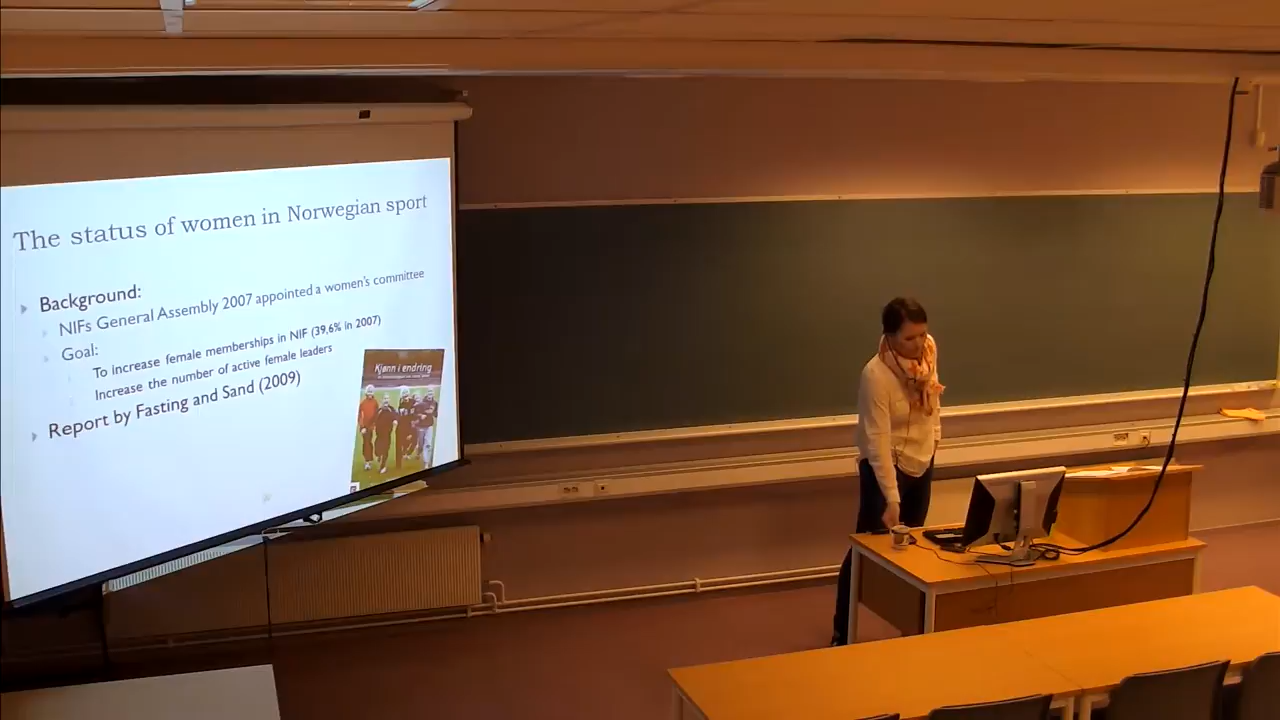 The status of women in Norwegian sport
Background:
NIFs General Assembly 2007 appointed a women's committee
Goal:
To increase female memberships in NIF (39,6% in 2007)
Increase the number of active female leaders
Report by Fasting and Sand (2009)
Kjønn i endring